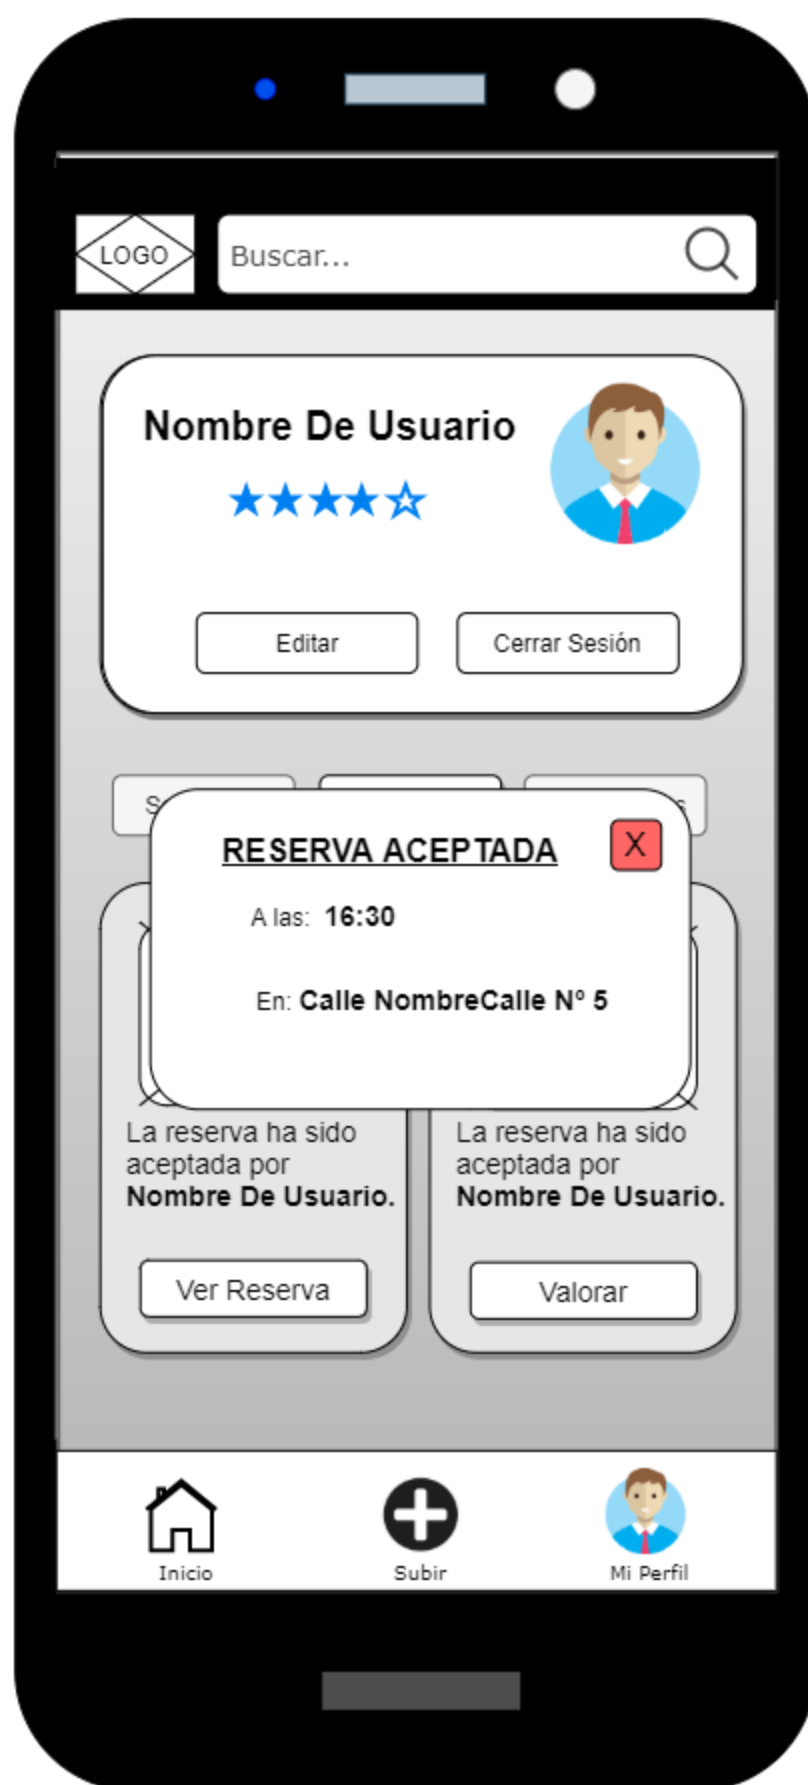 LOGO
Buscar...
Nombre De Usuario
Editar
Cerrar Sesión
RESERVA ACEPTADA
X
A las: 16:30
En: Calle NombreCalle Nº 5
La reserva ha sido
aceptada por
Nombre De Usuario.
Ver Reserva
La reserva ha sido
aceptada por
Nombre De Usuario.
Valorar
Inicio
Subir
Mi Perfil